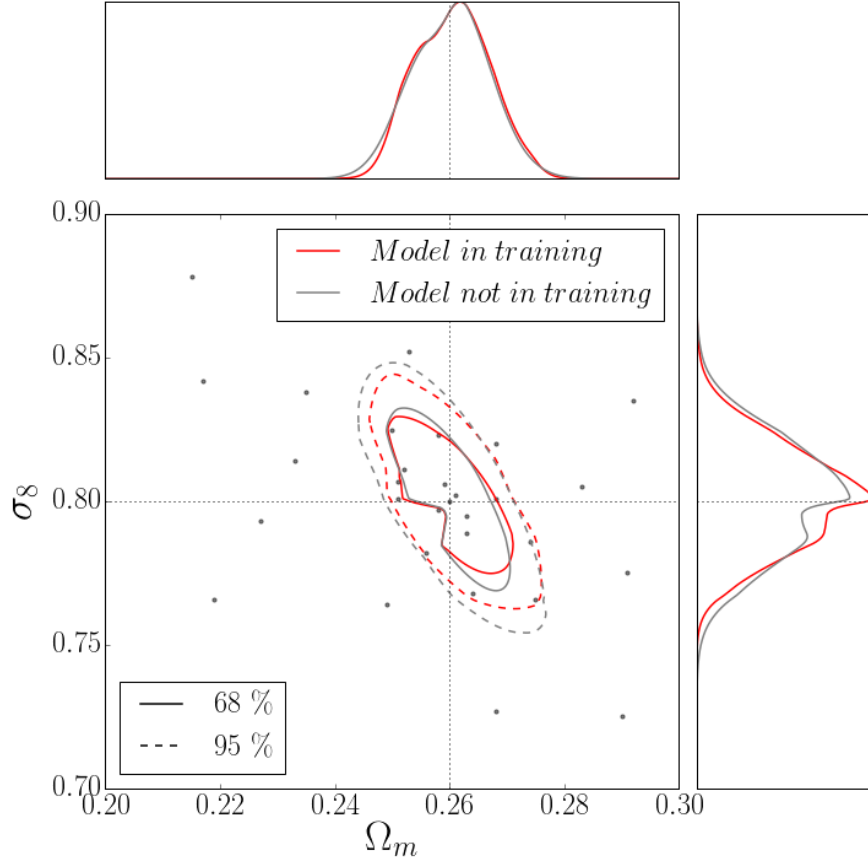 0.90
Model in training
Model not in training
0.85
0.80
σ₈
0.75
68 %
95 %
0.70
0.20 0.22 0.24 0.26 0.28 0.30
Ωₘ